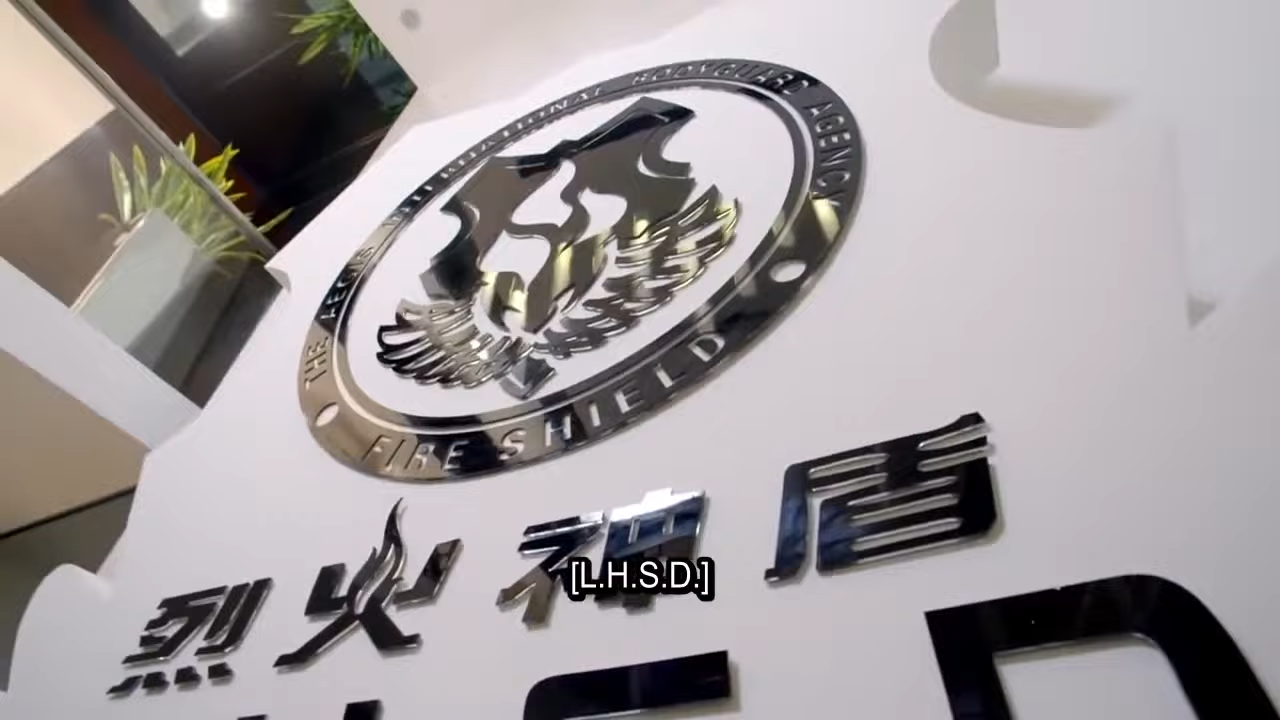 THE AEGIS INTERNATIONAL BODYGUARD AGENCY
FIRE SHIELD
烈火神盾
[L.H.S.D.]